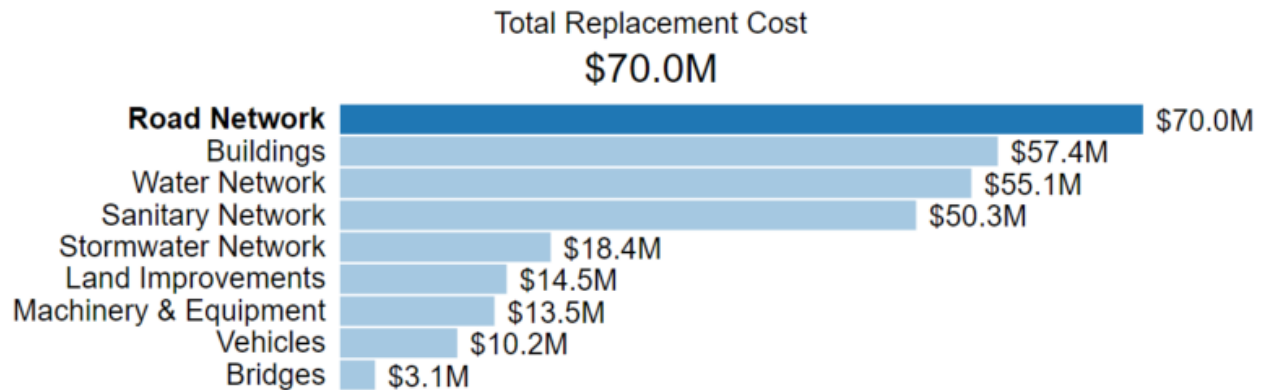 Total Replacement Cost
$70.0M
Road Network $70.0M
Buildings $57.4M
Water Network $55.1M
Sanitary Network $50.3M
Stormwater Network $18.4M
Land Improvements $14.5M
Machinery & Equipment $13.5M
Vehicles $10.2M
Bridges $3.1M